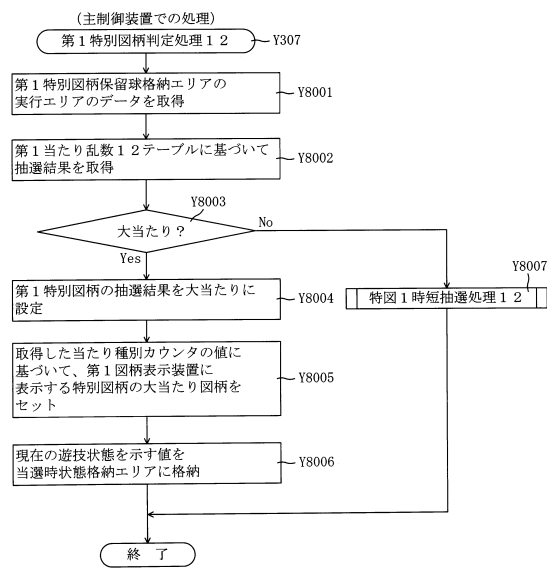 （主制御装置での処理）
第１特別図柄判定処理１２
Y307
第１特別図柄保留球格納エリアの
実行エリアのデータを取得
Y8001
第１当たり乱数１２テーブルに基づいて
抽選結果を取得
Y8002
Y8003
大当たり？
No
Yes
第１特別図柄の抽選結果を大当たりに
設定
Y8004
Y8007
特図１時短抽選処理１２
取得した当たり種別カウンタの値に
基づいて、第１図柄表示装置に
表示する特別図柄の大当たり図柄を
セット
Y8005
現在の遊技状態を示す値を
当選時状態格納エリアに格納
Y8006
終　了